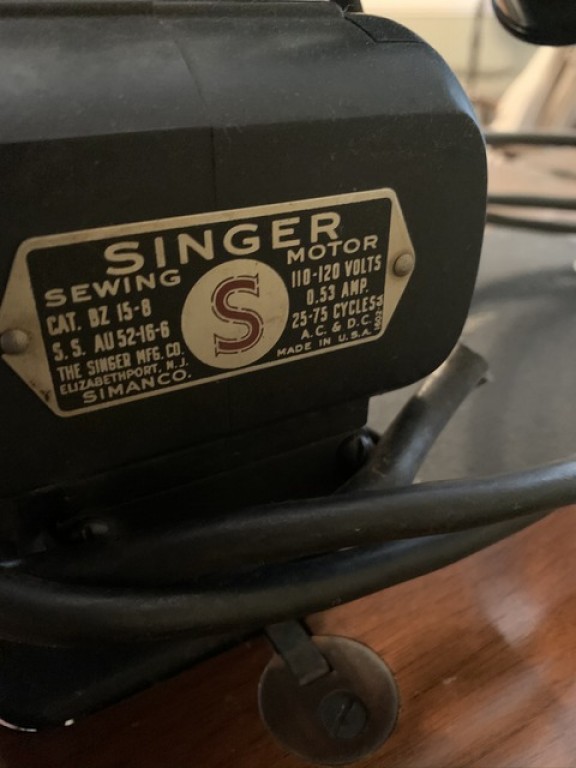 SINGER
SEWING MOTOR
CAT. BZ 15-8
S.S. AU 52-16-6
THE SINGER MFG. CO.
ELIZABETHPORT, N.J.
SIMANCO.
S
110-120 VOLTS
0.53 AMP.
25-75 CYCLES
A.C. & D.C.
MADE IN U.S.A.